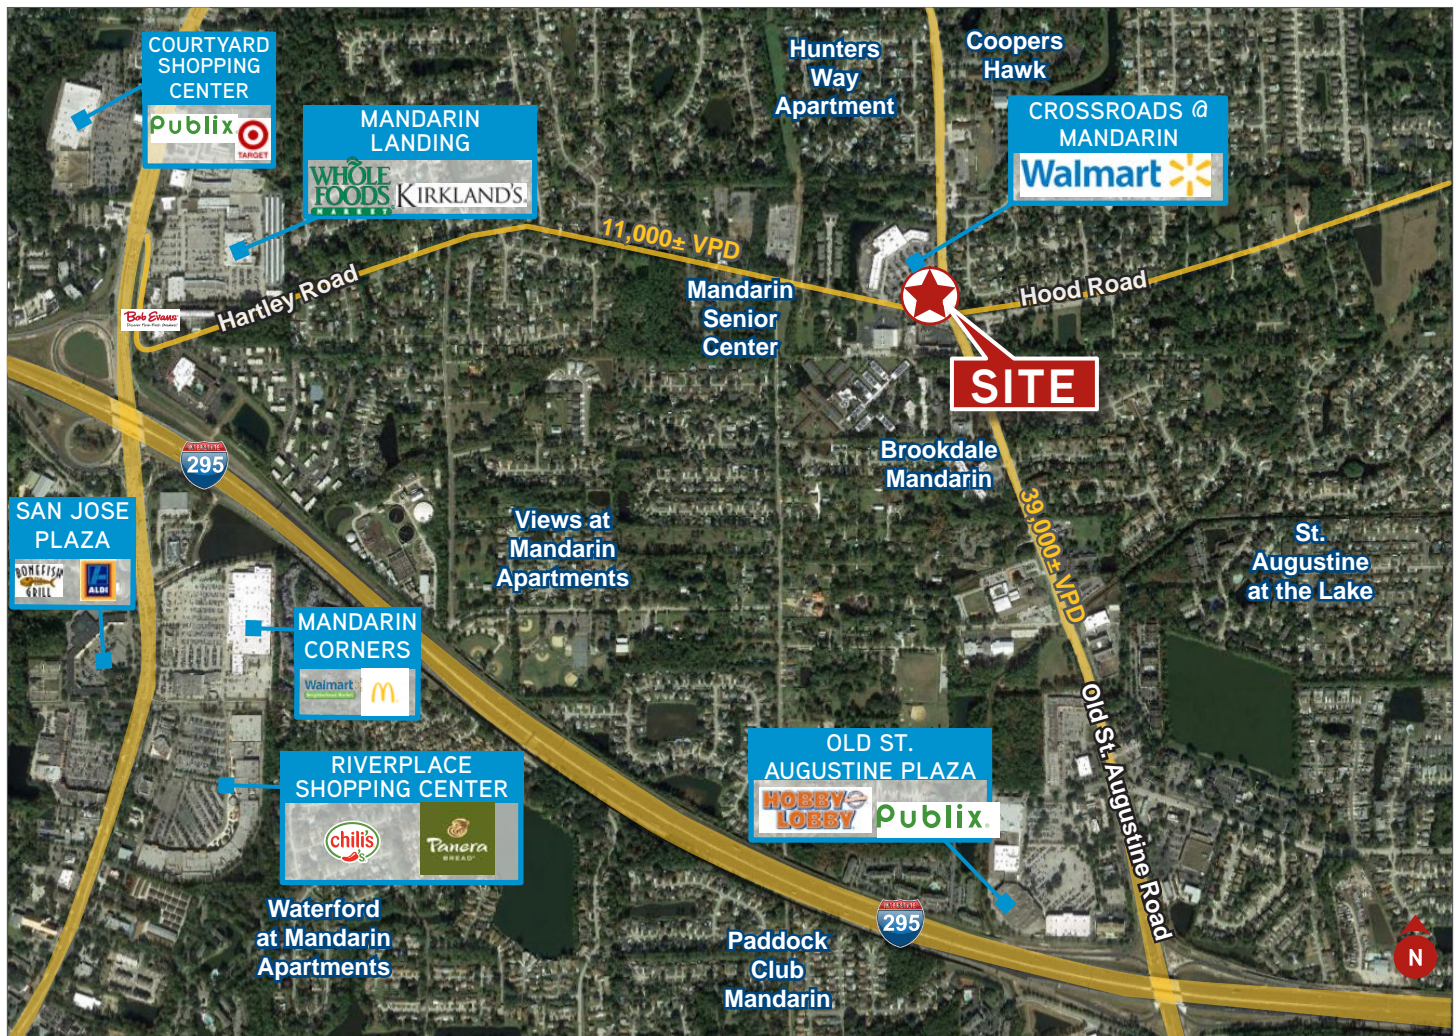 COURTYARD
SHOPPING
CENTER
Publix
TARGET
MANDARIN
LANDING
WHOLE
FOODS
MARKET
KIRKLAND'S
Hunters
Way
Apartment
Coopers
Hawk
CROSSROADS @
MANDARIN
Walmart
11,000± VPD
Hartley Road
Bob Evans
Mandarin
Senior
Center
Hood Road
SITE
INTERSTATE
295
Brookdale
Mandarin
39,000± VPD
SAN JOSE
PLAZA
BONEFISH
GRILL
ALDI
Views at
Mandarin
Apartments
St.
Augustine
at the Lake
MANDARIN
CORNERS
Walmart
Neighborhood Market
RIVERPLACE
SHOPPING CENTER
chili's
Panera
BREAD®
OLD ST.
AUGUSTINE PLAZA
HOBBY
LOBBY
Publix.
Old St. Augustine Road
Waterford
at Mandarin
Apartments
INTERSTATE
295
Paddock
Club
Mandarin
N